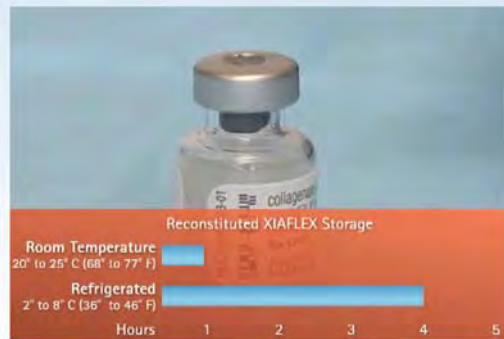 collagenase
Reconstituted XIAFLEX Storage
Room Temperature
20° to 25° C (68° to 77° F)
Refrigerated
2° to 8° C (36° to 46° F)
Hours 1 2 3 4 5